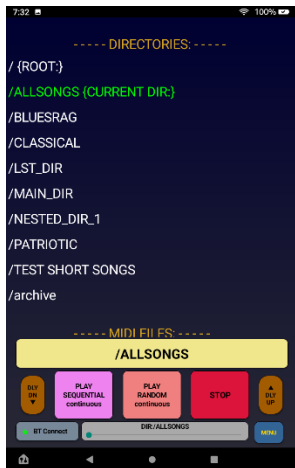 7:32 100%
- - - - - DIRECTORIES: - - - - -
/ {ROOT:}
/ALLSONGS {CURRENT DIR:}
/BLUESRAG
/CLASSICAL
/LST_DIR
/MAIN_DIR
/NESTED_DIR_1
/PATRIOTIC
/TEST SHORT SONGS
/archive
- - - - - MIDI FILES: - - - - -
/ALLSONGS
DLY
DN
▼
PLAY
SEQUENTIAL
continuous
PLAY
RANDOM
continuous
STOP
▲
DLY
UP
BT Connect
DIR:/ALLSONGS
MENU